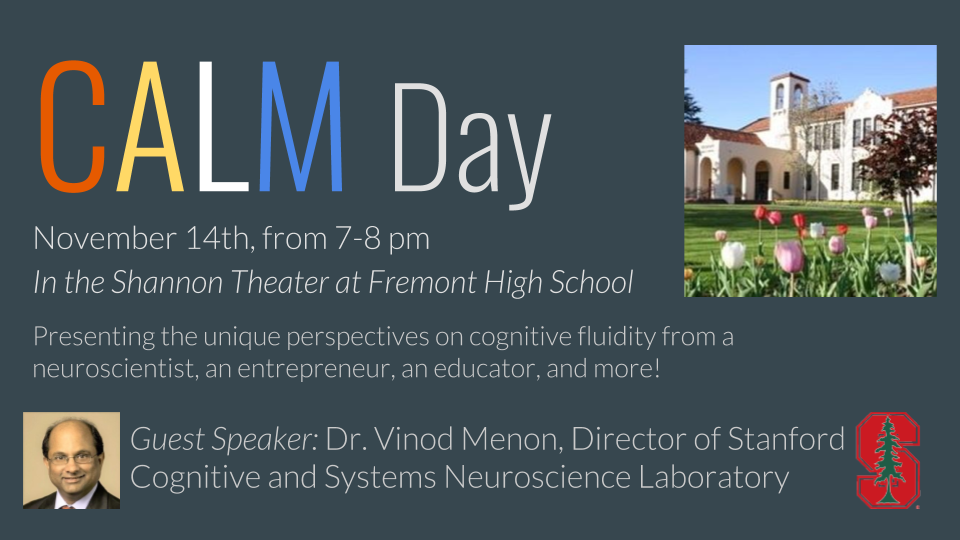 CALM Day
November 14th, from 7-8 pm
In the Shannon Theater at Fremont High School
Presenting the unique perspectives on cognitive fluidity from a
neuroscientist, an entrepreneur, an educator, and more!
Guest Speaker: Dr. Vinod Menon, Director of Stanford
Cognitive and Systems Neuroscience Laboratory